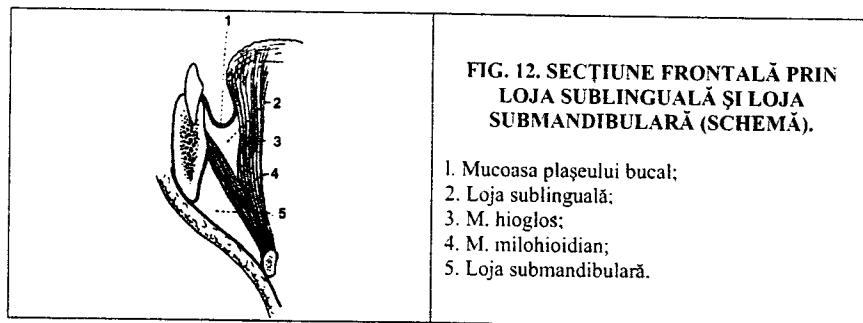 1
2
3
4
5
FIG. 12. SECȚIUNE FRONTALĂ PRIN
LOJA SUBLINGUALĂ ȘI LOJA
SUBMANDIBULARĂ (SCHEMĂ).
1. Mucoasa plașeului bucal;
2. Loja sublinguală;
3. M. hioglos;
4. M. milohioidian;
5. Loja submandibulară.